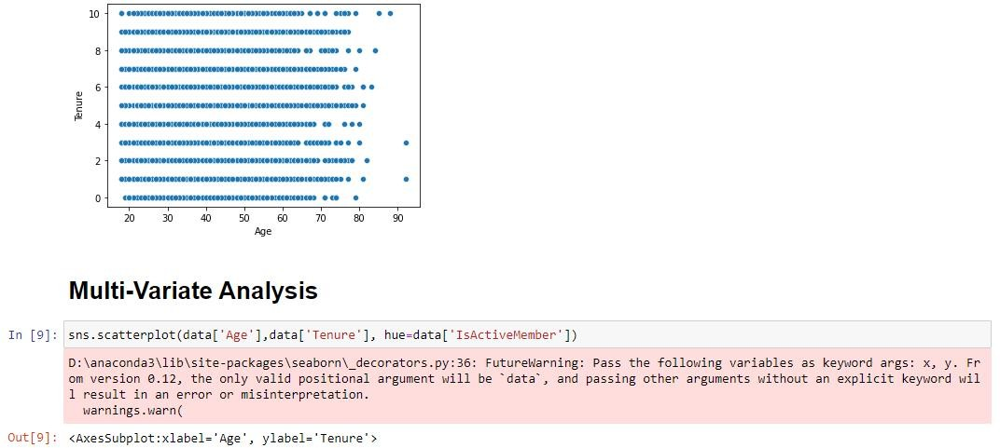 10
8
6
4
2
0
Tenure
20 30 40 50 60 70 80 90
Age
Multi-Variate Analysis
In [9]: sns.scatterplot(data['Age'],data['Tenure'], hue=data['IsActiveMember'])
D:\anaconda3\lib\site-packages\seaborn\_decorators.py:36: FutureWarning: Pass the following variables as keyword args: x, y. Fr
om version 0.12, the only valid positional argument will be `data`, and passing other arguments without an explicit keyword wil
l result in an error or misinterpretation.
warnings.warn(
Out[9]: <AxesSubplot:xlabel='Age', ylabel='Tenure'>